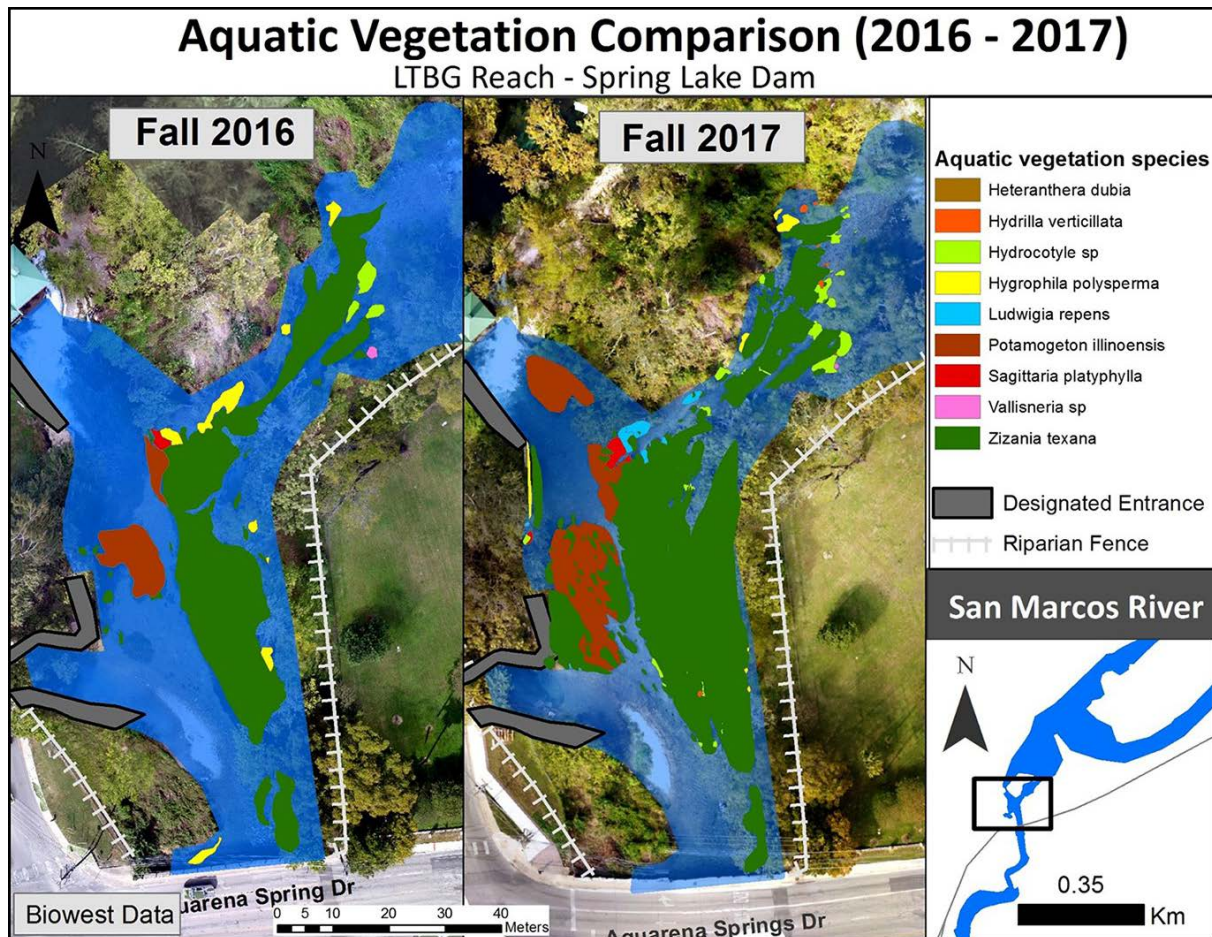 Aquatic Vegetation Comparison (2016 - 2017)
LTBG Reach - Spring Lake Dam
Fall 2016
N
Fall 2017
Aquatic vegetation species
Heteranthera dubia
Hydrilla verticillata
Hydrocotyle sp
Hygrophila polysperma
Ludwigia repens
Potamogeton illinoensis
Sagittaria platyphylla
Vallisneria sp
Zizania texana
Designated Entrance
Riparian Fence
San Marcos River
N
0.35
Km
Biowest Data
quarena Spring Dr
0 5 10 20 30 40
Meters
Aquarena Springs Dr